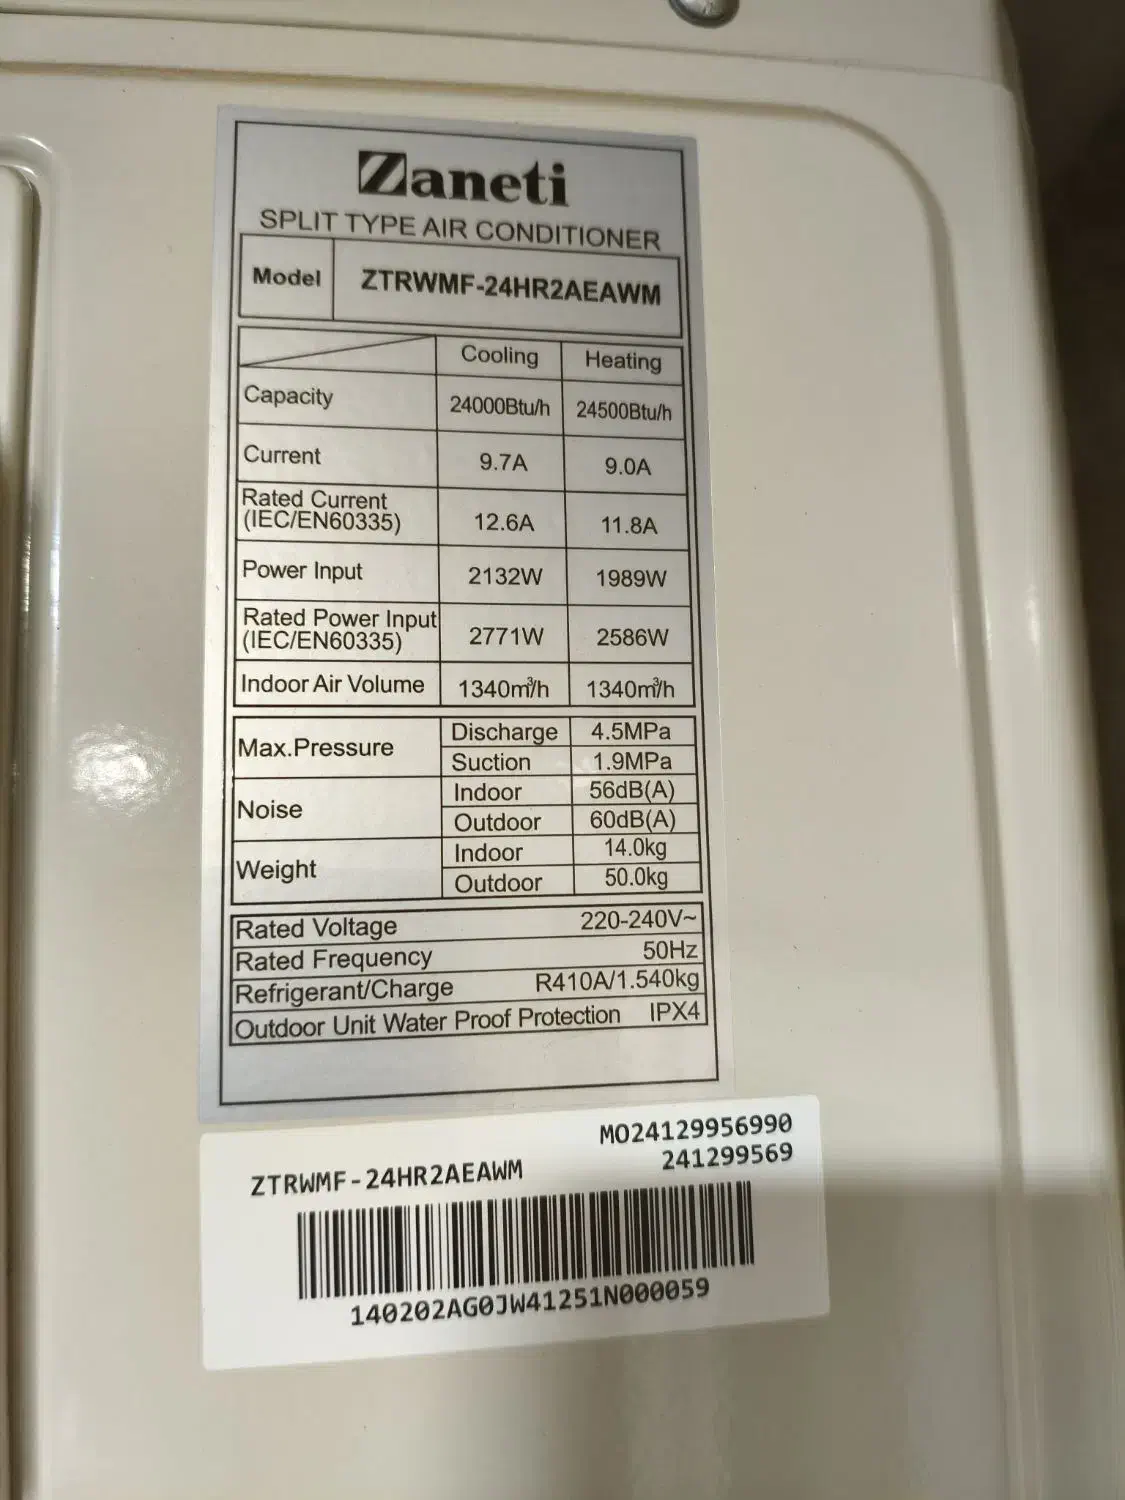 Zaneti
SPLIT TYPE AIR CONDITIONER
Model ZTRWMF-24HR2AEAWM
Cooling Heating
Capacity 24000Btu/h 24500Btu/h
Current 9.7A 9.0A
Rated Current
(IEC/EN60335) 12.6A 11.8A
Power Input 2132W 1989W
Rated Power Input
(IEC/EN60335) 2771W 2586W
Indoor Air Volume 1340m³/h 1340m³/h
Max.Pressure Discharge 4.5MPa
Suction 1.9MPa
Noise Indoor 56dB(A)
Outdoor 60dB(A)
Weight Indoor 14.0kg
Outdoor 50.0kg
Rated Voltage 220-240V~
Rated Frequency 50Hz
Refrigerant/Charge R410A/1.540kg
Outdoor Unit Water Proof Protection IPX4
MO24129956990
241299569
ZTRWMF-24HR2AEAWM
140202AG0JW41251N000059